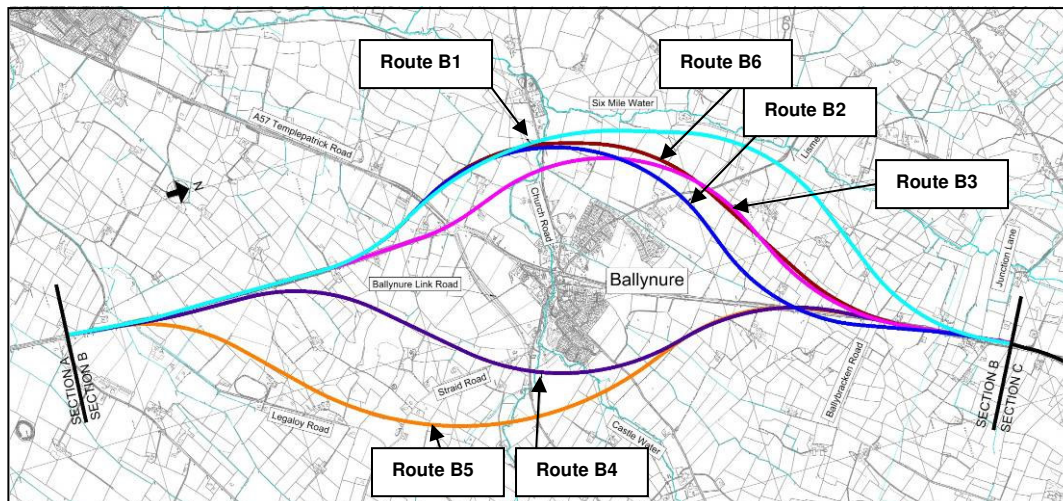 Route B1
Route B6
Six Mile Water
Route B2
A57 Templepatrick Road
N
Route B3
Church Road
Ballynure
Junction Lane
Ballynure Link Road
SECTION A
SECTION B
SECTION B
SECTION C
Straid Road
Ballybracken Road
Legaloy Road
Castle Water
Route B5
Route B4